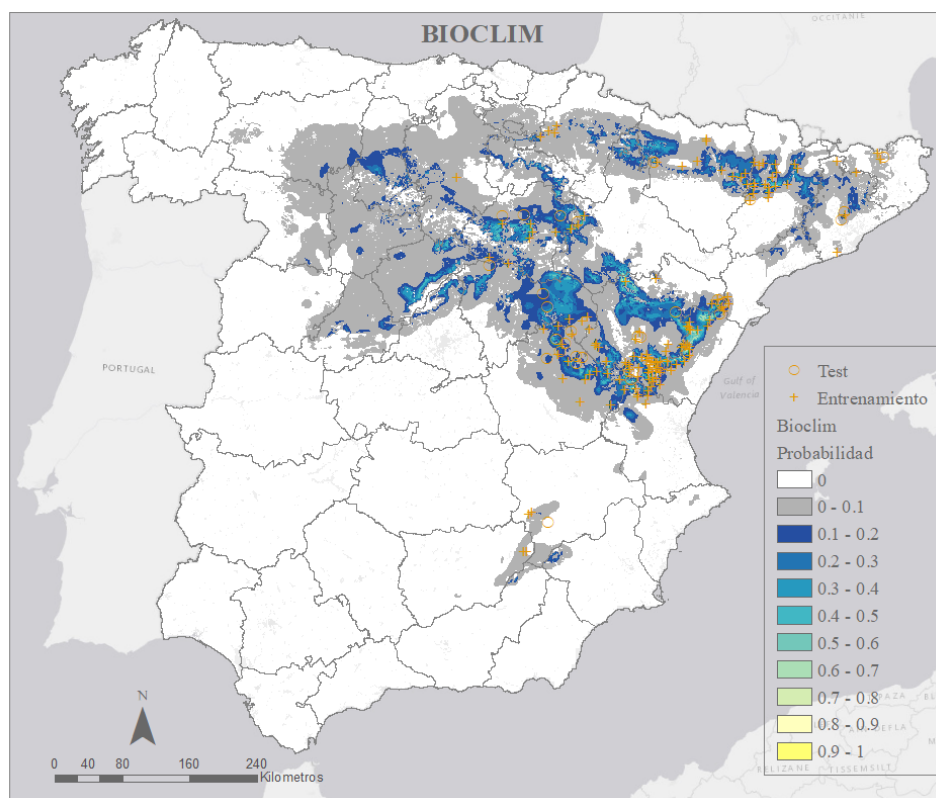 BIOCLIM
OCCITANIE
PORTUGAL
Gulf of
Valencia
Test
Entrenamiento
Bioclim
Probabilidad
0
0 - 0.1
0.1 - 0.2
0.2 - 0.3
0.3 - 0.4
0.4 - 0.5
0.5 - 0.6
0.6 - 0.7
0.7 - 0.8
0.8 - 0.9
0.9 - 1
N
0 40 80 160 240
Kilometros
RELIZANE
TISSEMSILT